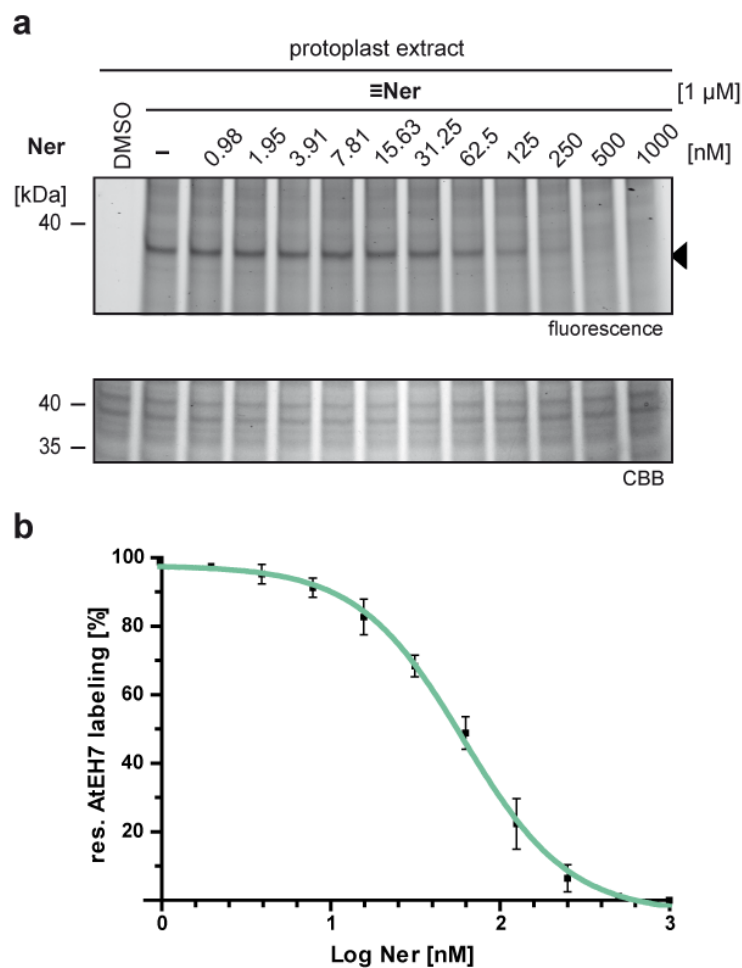 a
protoplast extract
≡Ner [1 µM]
Ner DMSO – 0.98 1.95 3.91 7.81 15.63 31.25 62.5 125 250 500 1000 [nM]
[kDa]
40 –
fluorescence
40 –
35 –
CBB
b
100
80
60
40
20
res. AtEH7 labeling [%]
0 1 2 3
Log Ner [nM]